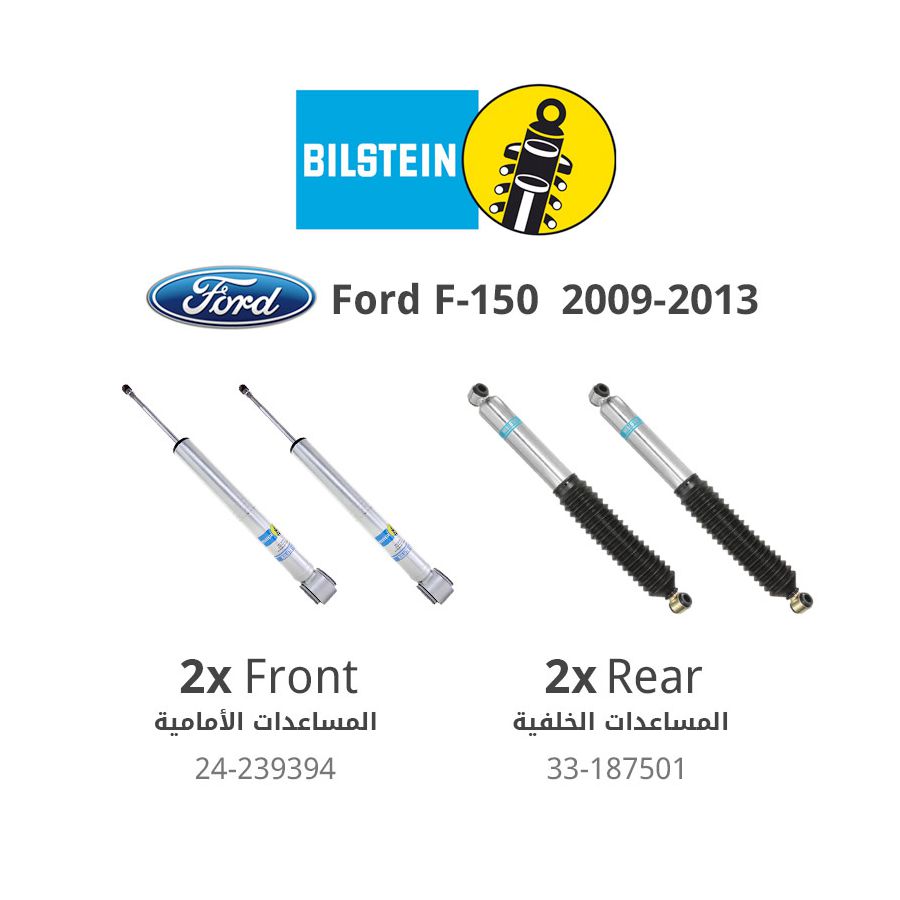 BILSTEIN
Ford Ford F-150 2009-2013
2x Front
المساعدات الأمامية
24-239394
2x Rear
المساعدات الخلفية
33-187501